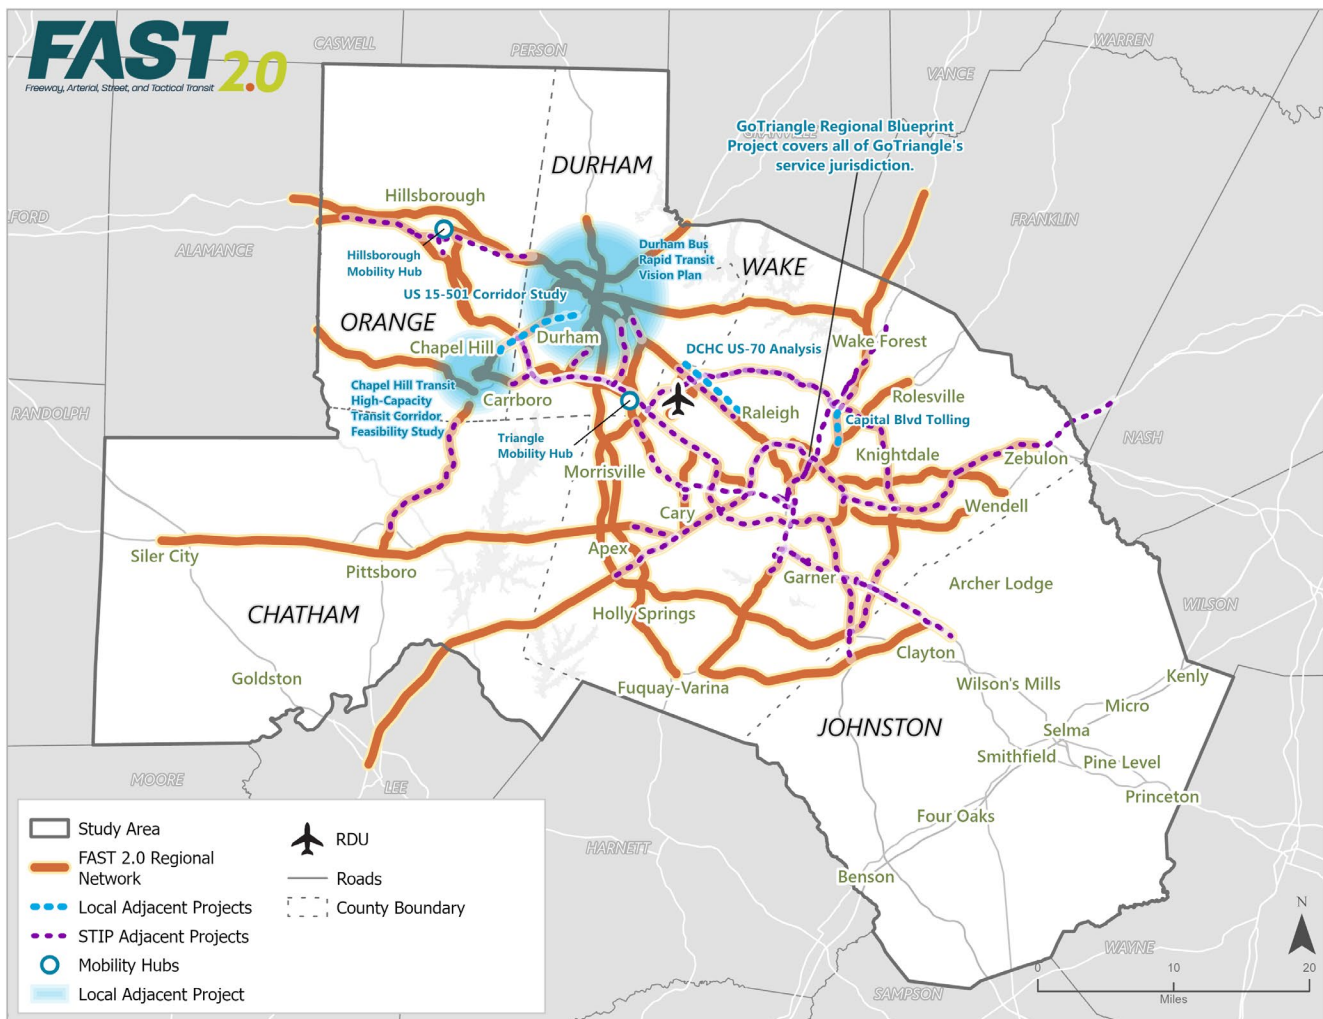 FAST 2.0
Freeway, Arterial, Street, and Tactical Transit
CASWELL
PERSON
WARREN
VANCE
GRANVILLE
GoTriangle Regional Blueprint
Project covers all of GoTriangle's
service jurisdiction.
DURHAM
Hillsborough
FRANKLIN
ALAMANCE
Hillsborough
Mobility Hub
Durham Bus
Rapid Transit
Vision Plan
WAKE
US 15-501 Corridor Study
ORANGE
Durham
Chapel Hill
DCHC US-70 Analysis
Wake Forest
Chapel Hill Transit
High-Capacity
Transit Corridor
Feasibility Study
Carrboro
Rolesville
RANDOLPH
Raleigh
Capital Blvd Tolling
NASH
Triangle
Mobility Hub
Knightdale
Zebulon
Morrisville
Cary
Wendell
Siler City
Apex
Pittsboro
Garner
Archer Lodge
WILSON
CHATHAM
Holly Springs
Clayton
Goldston
Fuquay-Varina
Wilson's Mills
Kenly
Micro
JOHNSTON
Selma
Smithfield
Pine Level
MOORE
LEE
Princeton
Four Oaks
HARNETT
Benson
WAYNE
SAMPSON
Study Area
FAST 2.0 Regional
Network
Local Adjacent Projects
STIP Adjacent Projects
Mobility Hubs
Local Adjacent Project
RDU
Roads
County Boundary
N
0 10 20
Miles